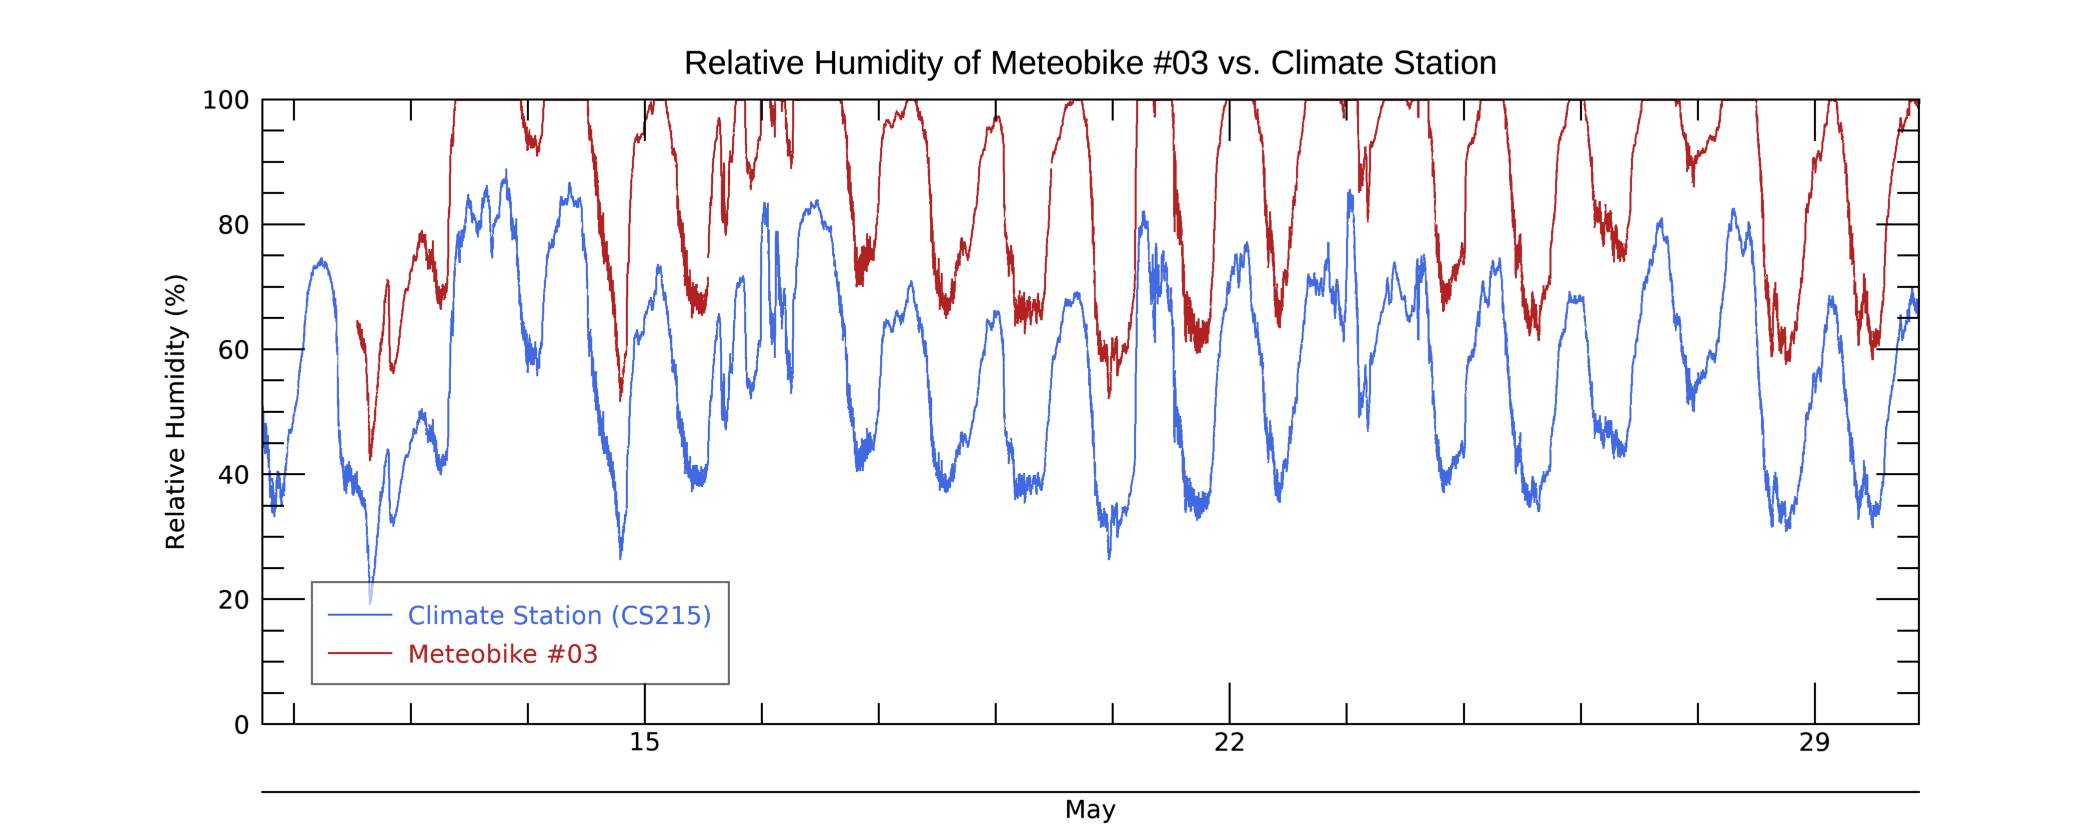 Relative Humidity of Meteobike #03 vs. Climate Station
Relative Humidity (%)
100
80
60
40
20
0
Climate Station (CS215)
Meteobike #03
15
22
29
May